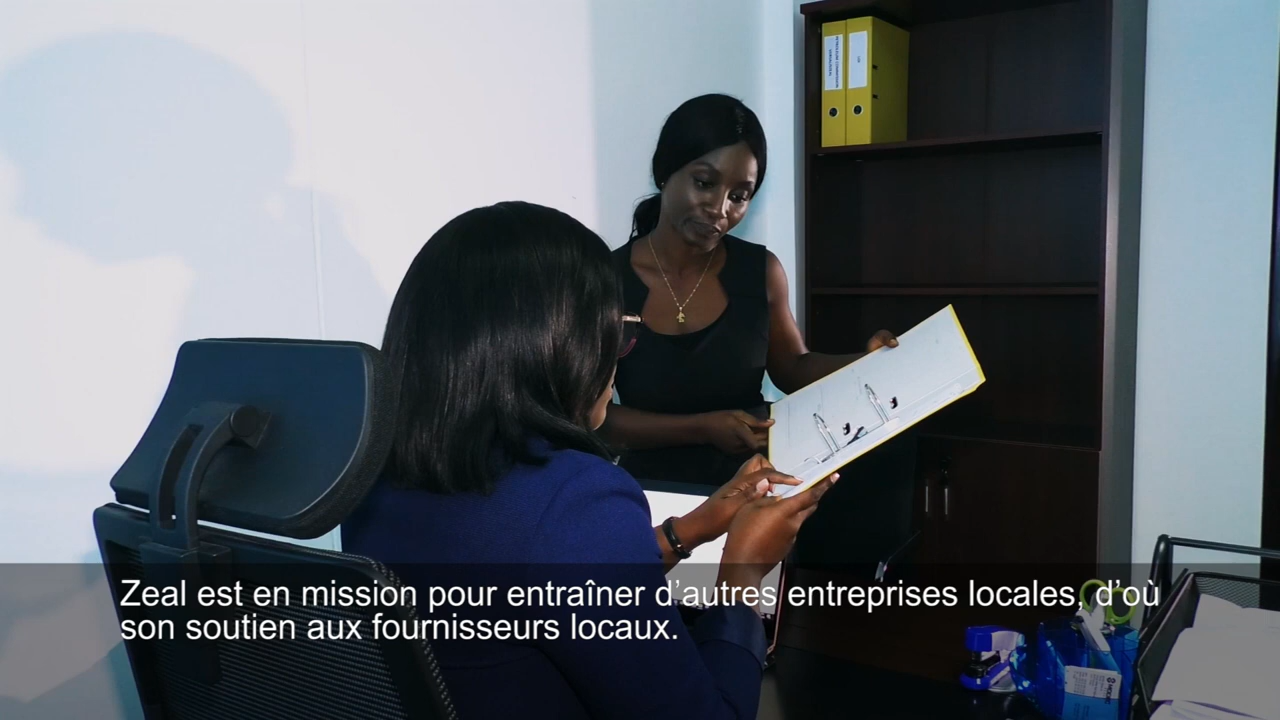 Zeal est en mission pour entraîner d’autres entreprises locales, d’où
son soutien aux fournisseurs locaux.